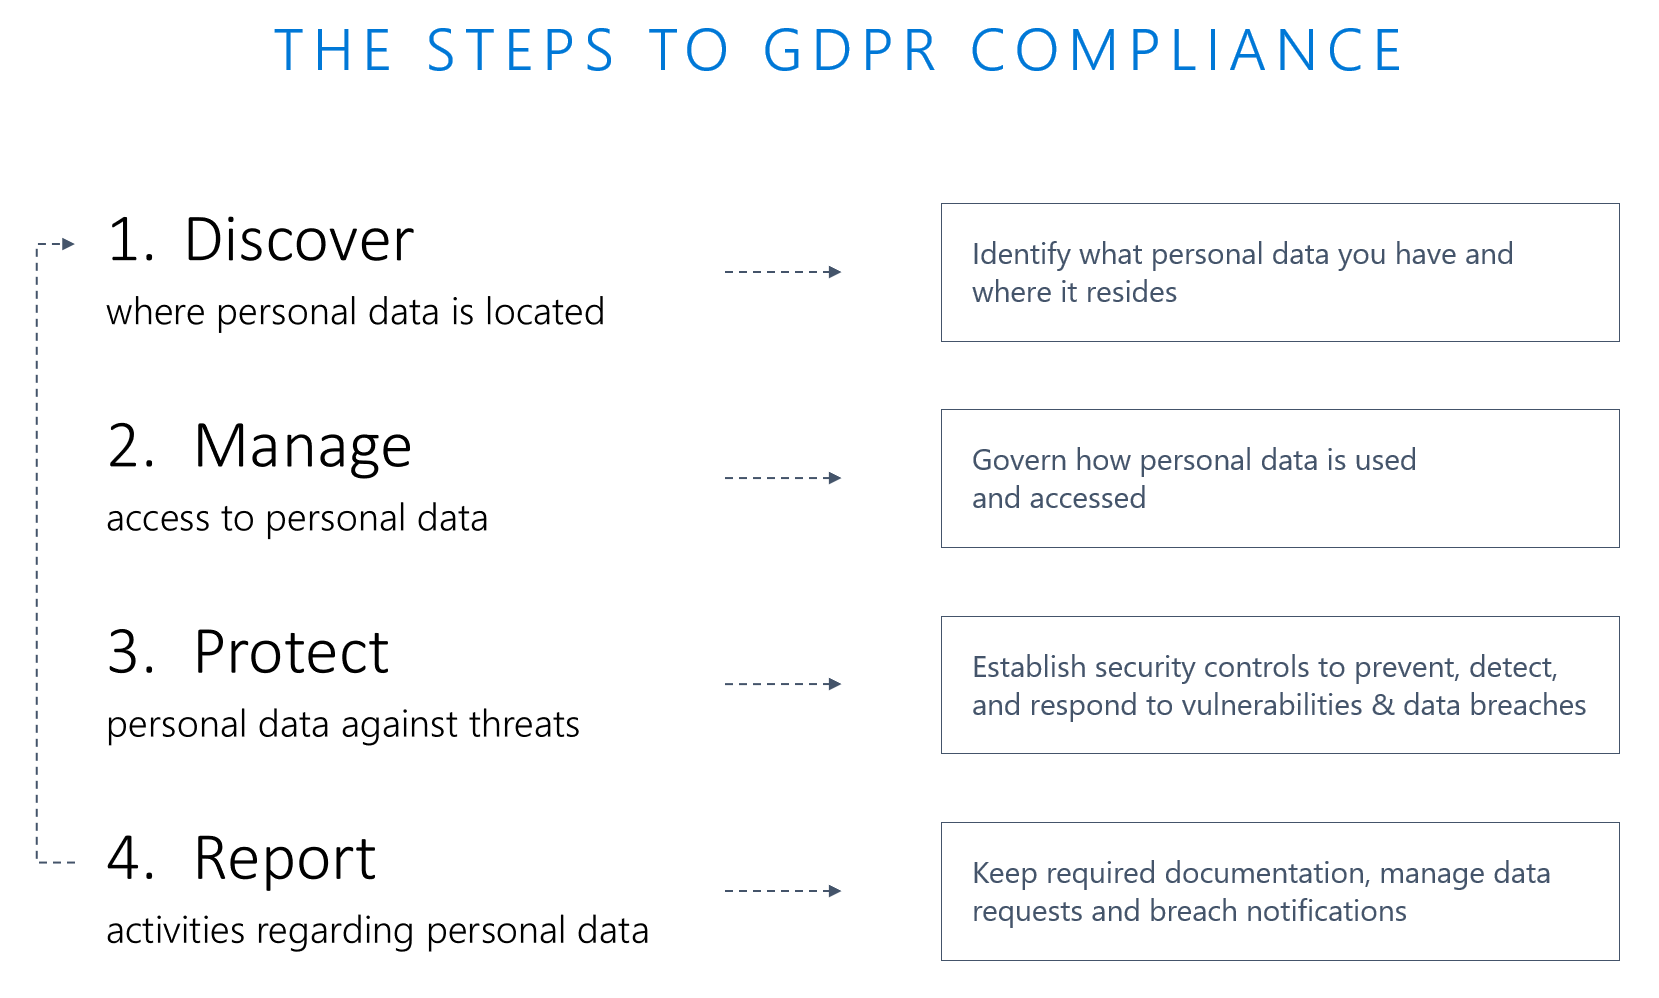 THE STEPS TO GDPR COMPLIANCE
1. Discover
where personal data is located
Identify what personal data you have and
where it resides
2. Manage
access to personal data
Govern how personal data is used
and accessed
3. Protect
personal data against threats
Establish security controls to prevent, detect,
and respond to vulnerabilities & data breaches
4. Report
activities regarding personal data
Keep required documentation, manage data
requests and breach notifications